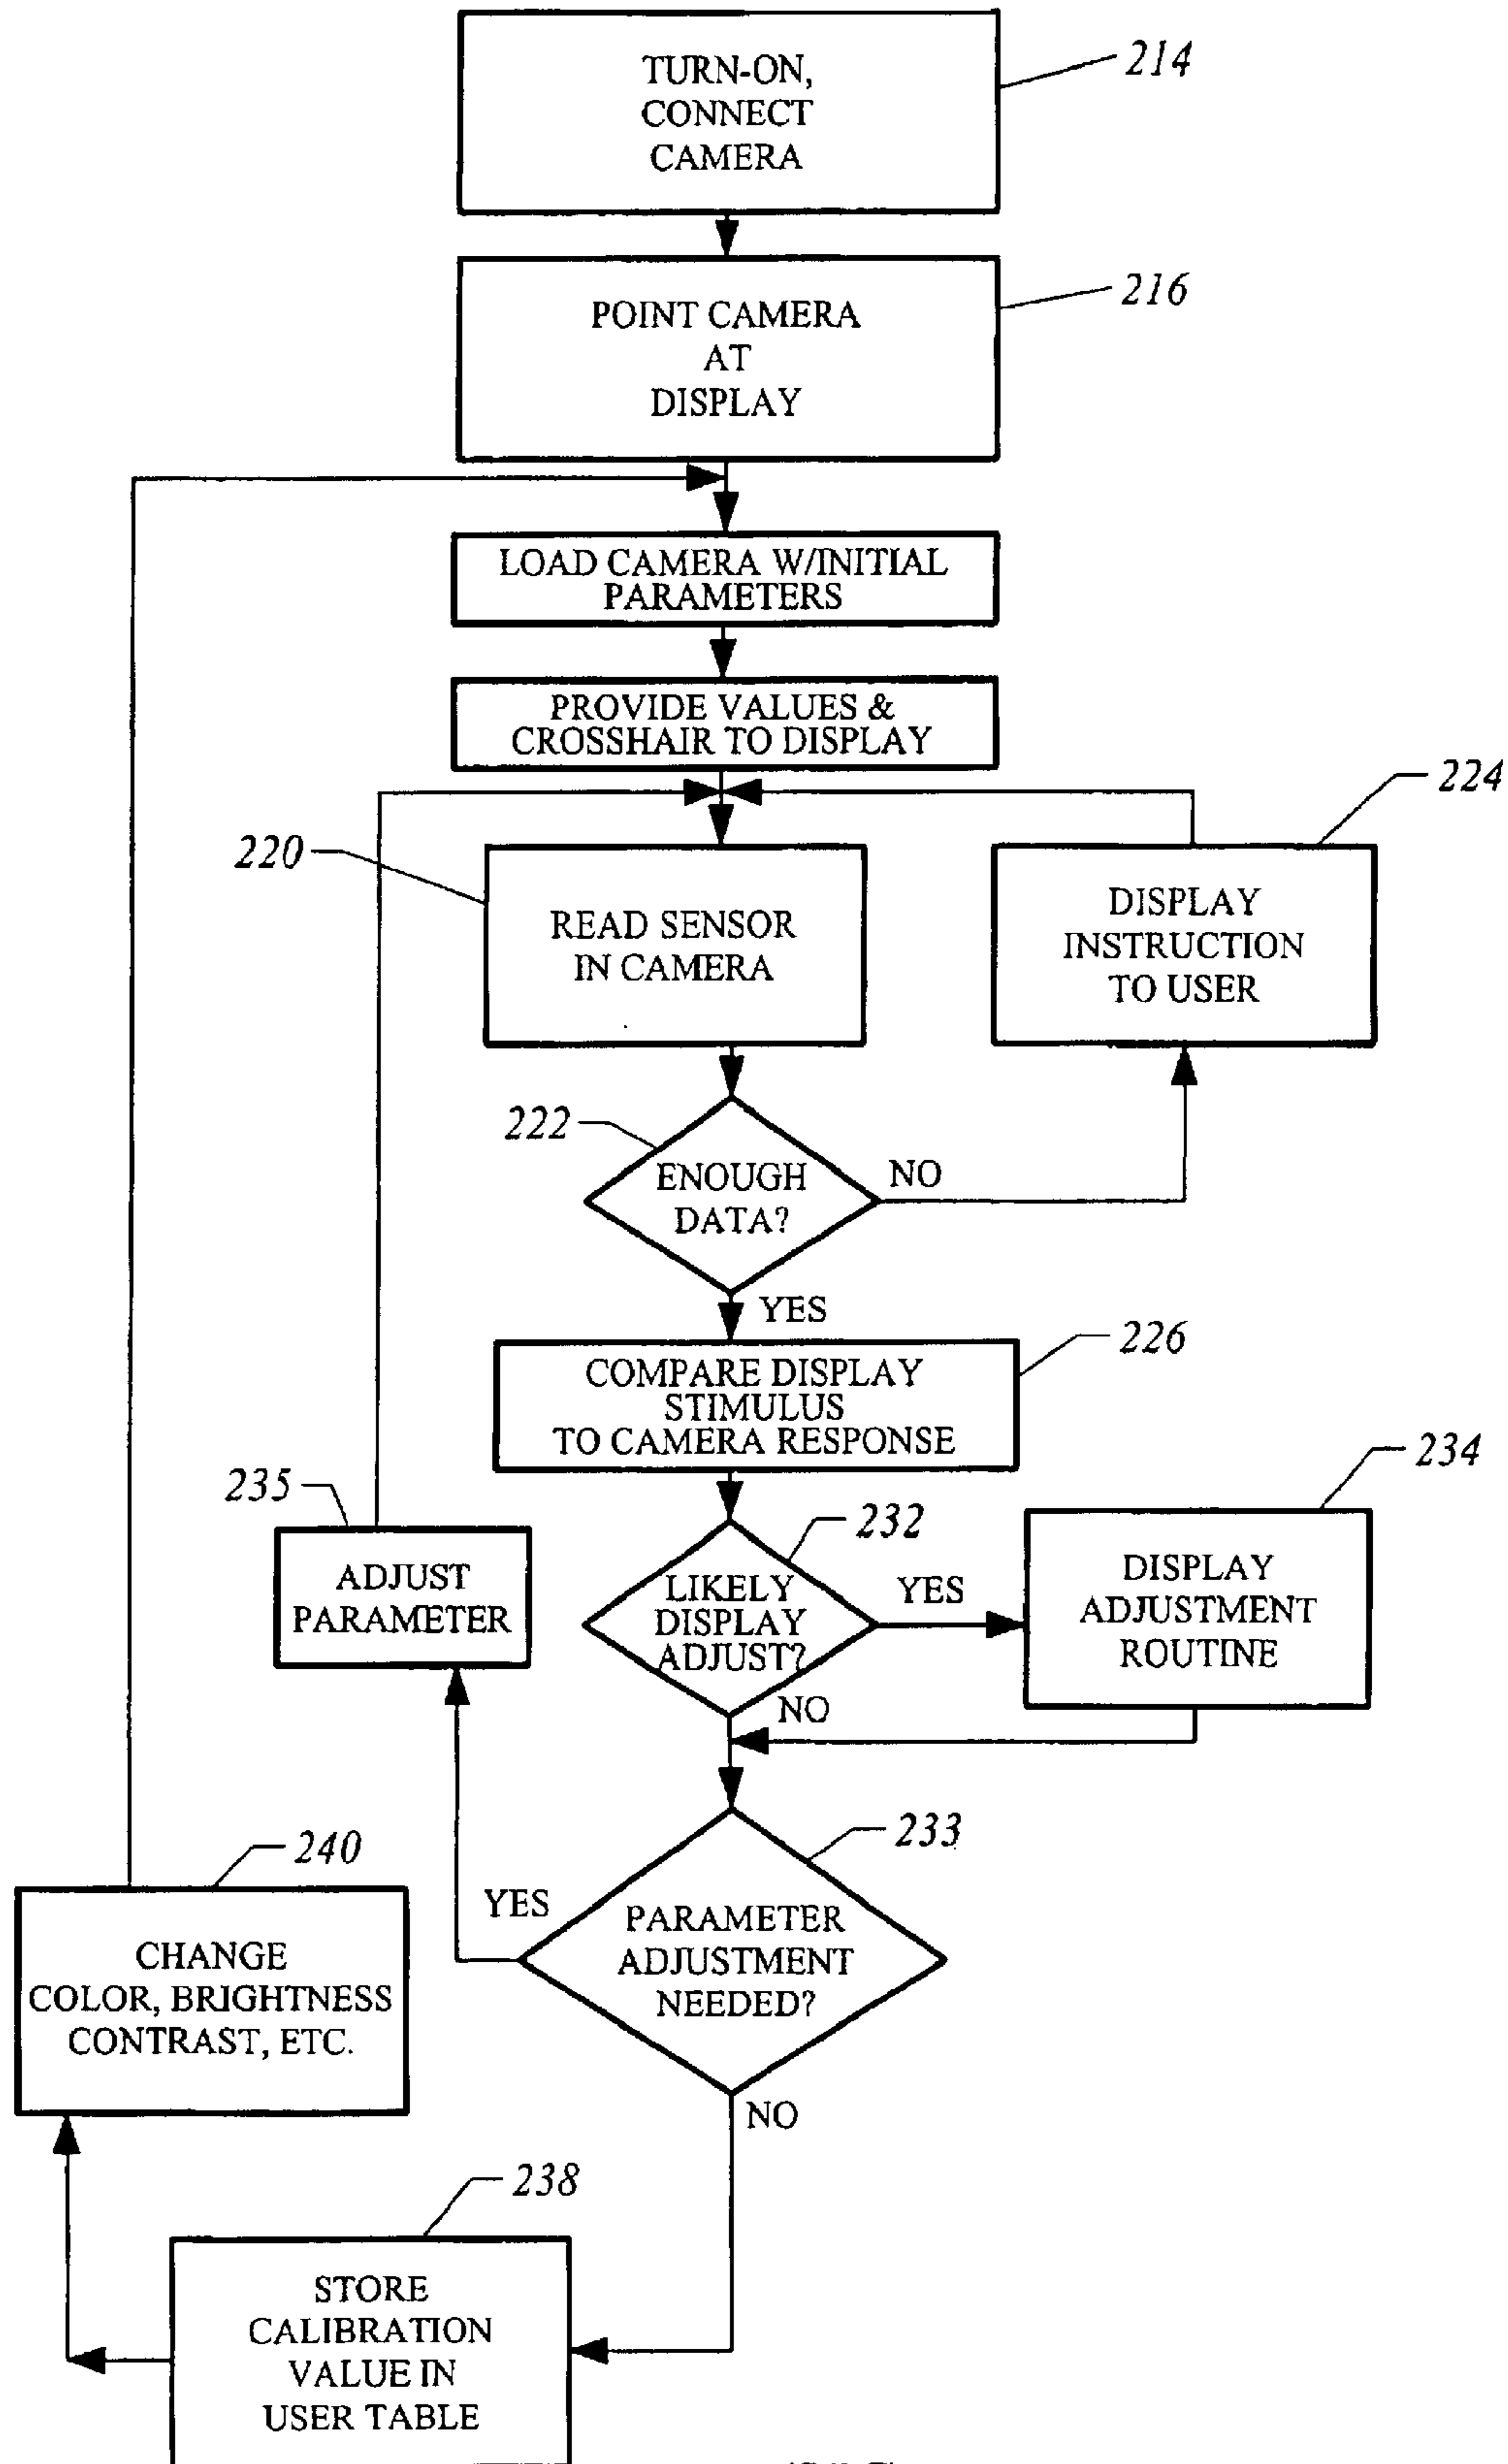 TURN-ON,
CONNECT
CAMERA
214
POINT CAMERA
AT
DISPLAY
216
LOAD CAMERA W/INITIAL
PARAMETERS
PROVIDE VALUES &
CROSSHAIR TO DISPLAY
224
220
READ SENSOR
IN CAMERA
DISPLAY
INSTRUCTION
TO USER
222
ENOUGH
DATA?
NO
YES
226
COMPARE DISPLAY
STIMULUS
TO CAMERA RESPONSE
234
235
232
ADJUST
PARAMETER
LIKELY
DISPLAY
ADJUST?
YES
DISPLAY
ADJUSTMENT
ROUTINE
NO
233
240
YES
PARAMETER
ADJUSTMENT
NEEDED?
CHANGE
COLOR, BRIGHTNESS
CONTRAST, ETC.
NO
238
STORE
CALIBRATION
VALUE IN
USER TABLE